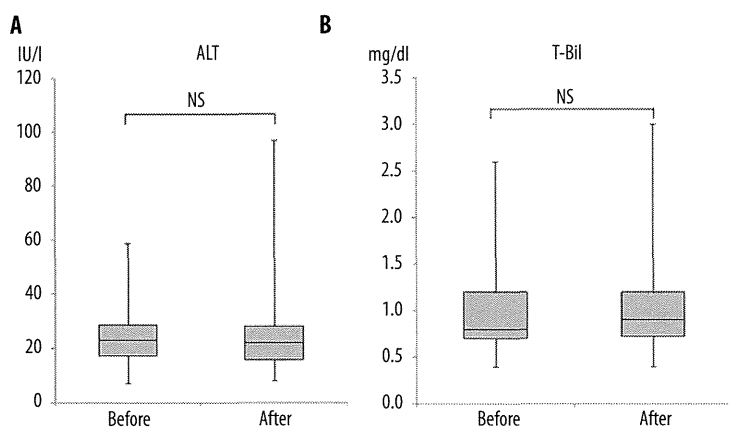 A
IU/l
ALT
120
100
80
60
40
20
0
NS
Before
After
B
mg/dl
T-Bil
3.5
3.0
2.5
2.0
1.5
1.0
0.5
0.0
NS
Before
After